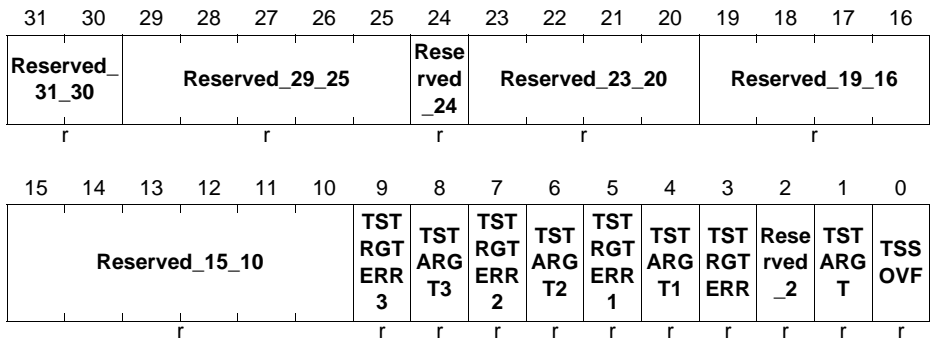 31 30 29 28 27 26 25 24 23 22 21 20 19 18 17 16
Reserved_
31_30
Reserved_29_25
Rese
rved
_24
Reserved_23_20
Reserved_19_16
r r r r r
15 14 13 12 11 10 9 8 7 6 5 4 3 2 1 0
Reserved_15_10
TST
RGT
ERR
3
TST
ARG
T3
TST
RGT
ERR
2
TST
ARG
T2
TST
RGT
ERR
1
TST
ARG
T1
TST
RGT
ERR
Rese
rved
_2
TST
ARG
T
TSS
OVF
r r r r r r r r r r r